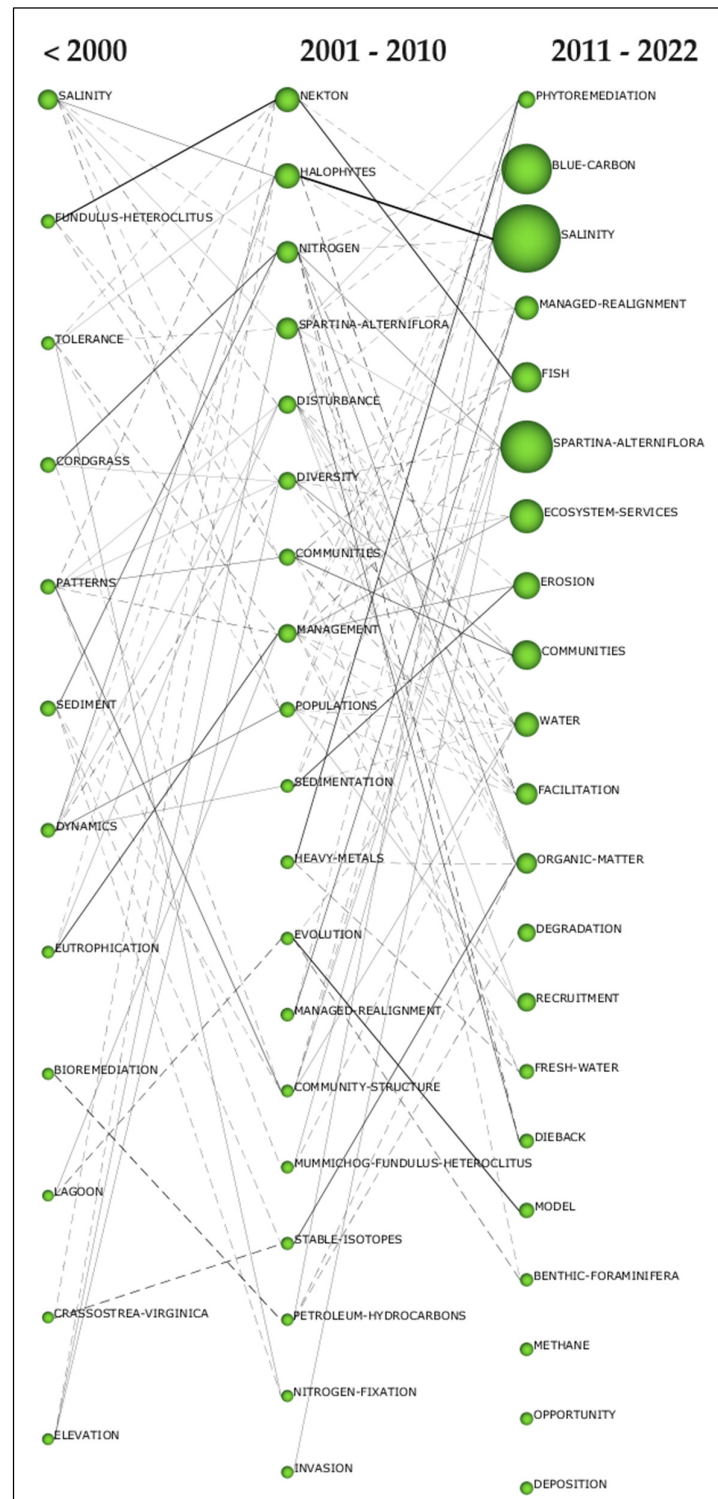 < 2000
2001 - 2010
2011 - 2022
SALINITY
FUNDULUS-HETEROCLITUS
TOLERANCE
CORDGRASS
PATTERNS
SEDIMENT
DYNAMICS
EUTROPHICATION
BIOREMEDIATION
LAGOON
CRASSOSTREA-VIRGINICA
ELEVATION
NEKTON
HALOPHYTES
NITROGEN
SPARTINA-ALTERNIFLORA
DISTURBANCE
DIVERSITY
COMMUNITIES
MANAGEMENT
POPULATIONS
SEDIMENTATION
HEAVY-METALS
EVOLUTION
MANAGED-REALIGNMENT
COMMUNITY-STRUCTURE
MUMMICHOG-FUNDULUS-HETEROCLITUS
STABLE-ISOTOPES
PETROLEUM-HYDROCARBONS
NITROGEN-FIXATION
INVASION
PHYTOREMEDIATION
BLUE-CARBON
SALINITY
MANAGED-REALIGNMENT
FISH
SPARTINA-ALTERNIFLORA
ECOSYSTEM-SERVICES
EROSION
COMMUNITIES
WATER
FACILITATION
ORGANIC-MATTER
DEGRADATION
RECRUITMENT
FRESH-WATER
DIEBACK
MODEL
BENTHIC-FORAMINIFERA
METHANE
OPPORTUNITY
DEPOSITION